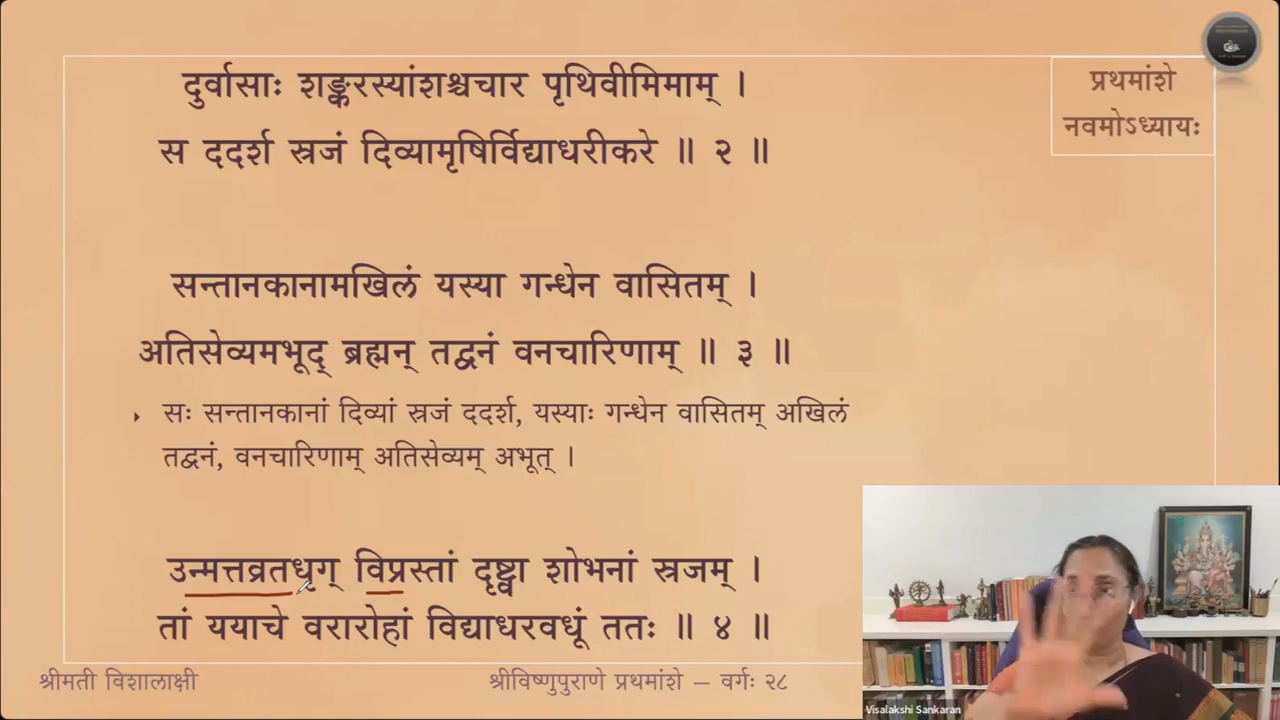 दुर्वासाः शङ्करस्यांशश्चचार पृथिवीमिमाम् ।
स ददर्श स्रजं दिव्यामृषिर्विद्याधरीकरे ॥ २ ॥
प्रथमांशे
नवमोऽध्यायः
सन्तानकानामखिलं यस्या गन्धेन वासितम् ।
अतिसेव्यमभूद् ब्रह्मन् तद्वनं वनचारिणाम् ॥ ३ ॥
सः सन्तानकानां दिव्यां स्रजं ददर्श, यस्याः गन्धेन वासितम् अखिलं
तद्वनं, वनचारिणाम् अतिसेव्यम् अभूत् ।
उन्मत्तव्रतधृग् विप्रस्तां दृष्ट्वा शोभनां स्रजम् ।
तां ययाचे वरारोहां विद्याधरवधूं ततः ॥ ४ ॥
श्रीमती विशालाक्षी
श्रीविष्णुपुराणे प्रथमांशे – वर्गः २८
Visalakshi Sankaran